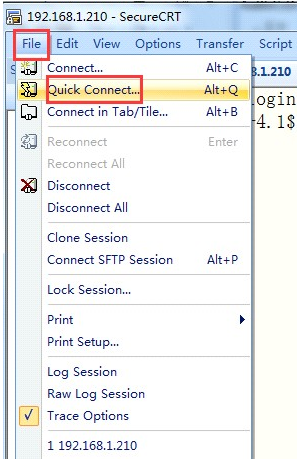 192.168.1.210 - SecureCRT
File Edit View Options Transfer Script
Connect... Alt+C
.1.210
Quick Connect... Alt+Q
ogin
Connect in Tab/Tile... Alt+B
4.1$
Reconnect Enter
Reconnect All
Disconnect
Disconnect All
Clone Session
Connect SFTP Session Alt+P
Lock Session...
Print
Print Setup...
Log Session
Raw Log Session
Trace Options
1 192.168.1.210